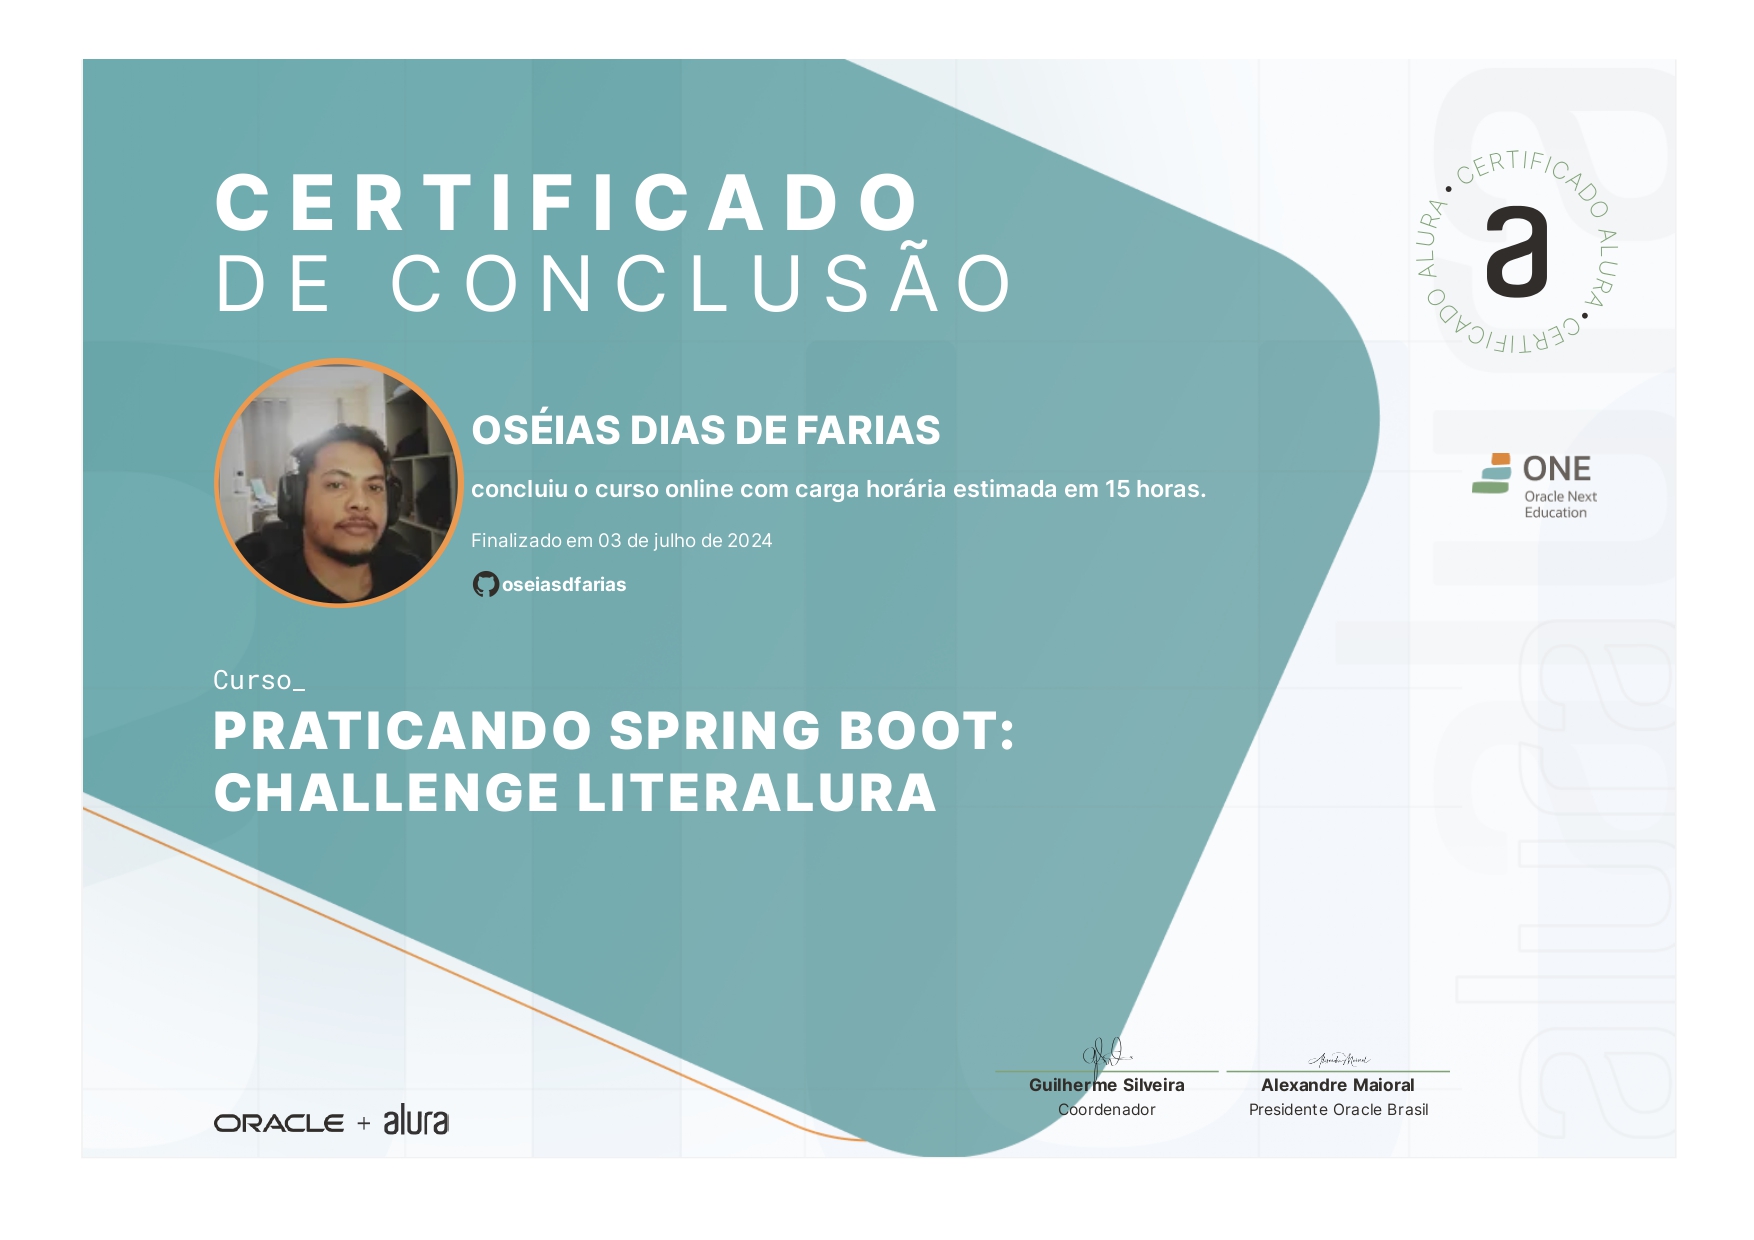 CERTIFICADO
DE CONCLUSÃO
• CERTIFICADO ALURA • CERTIFICADO ALURA
a
OSÉIAS DIAS DE FARIAS
concluiu o curso online com carga horária estimada em 15 horas.
Finalizado em 03 de julho de 2024
oseiasdfarias
ONE
Oracle Next
Education
Curso_
PRATICANDO SPRING BOOT:
CHALLENGE LITERALURA
Guilherme Silveira
Coordenador
Alexandre Maioral
Presidente Oracle Brasil
ORACLE + alura
alura
alura